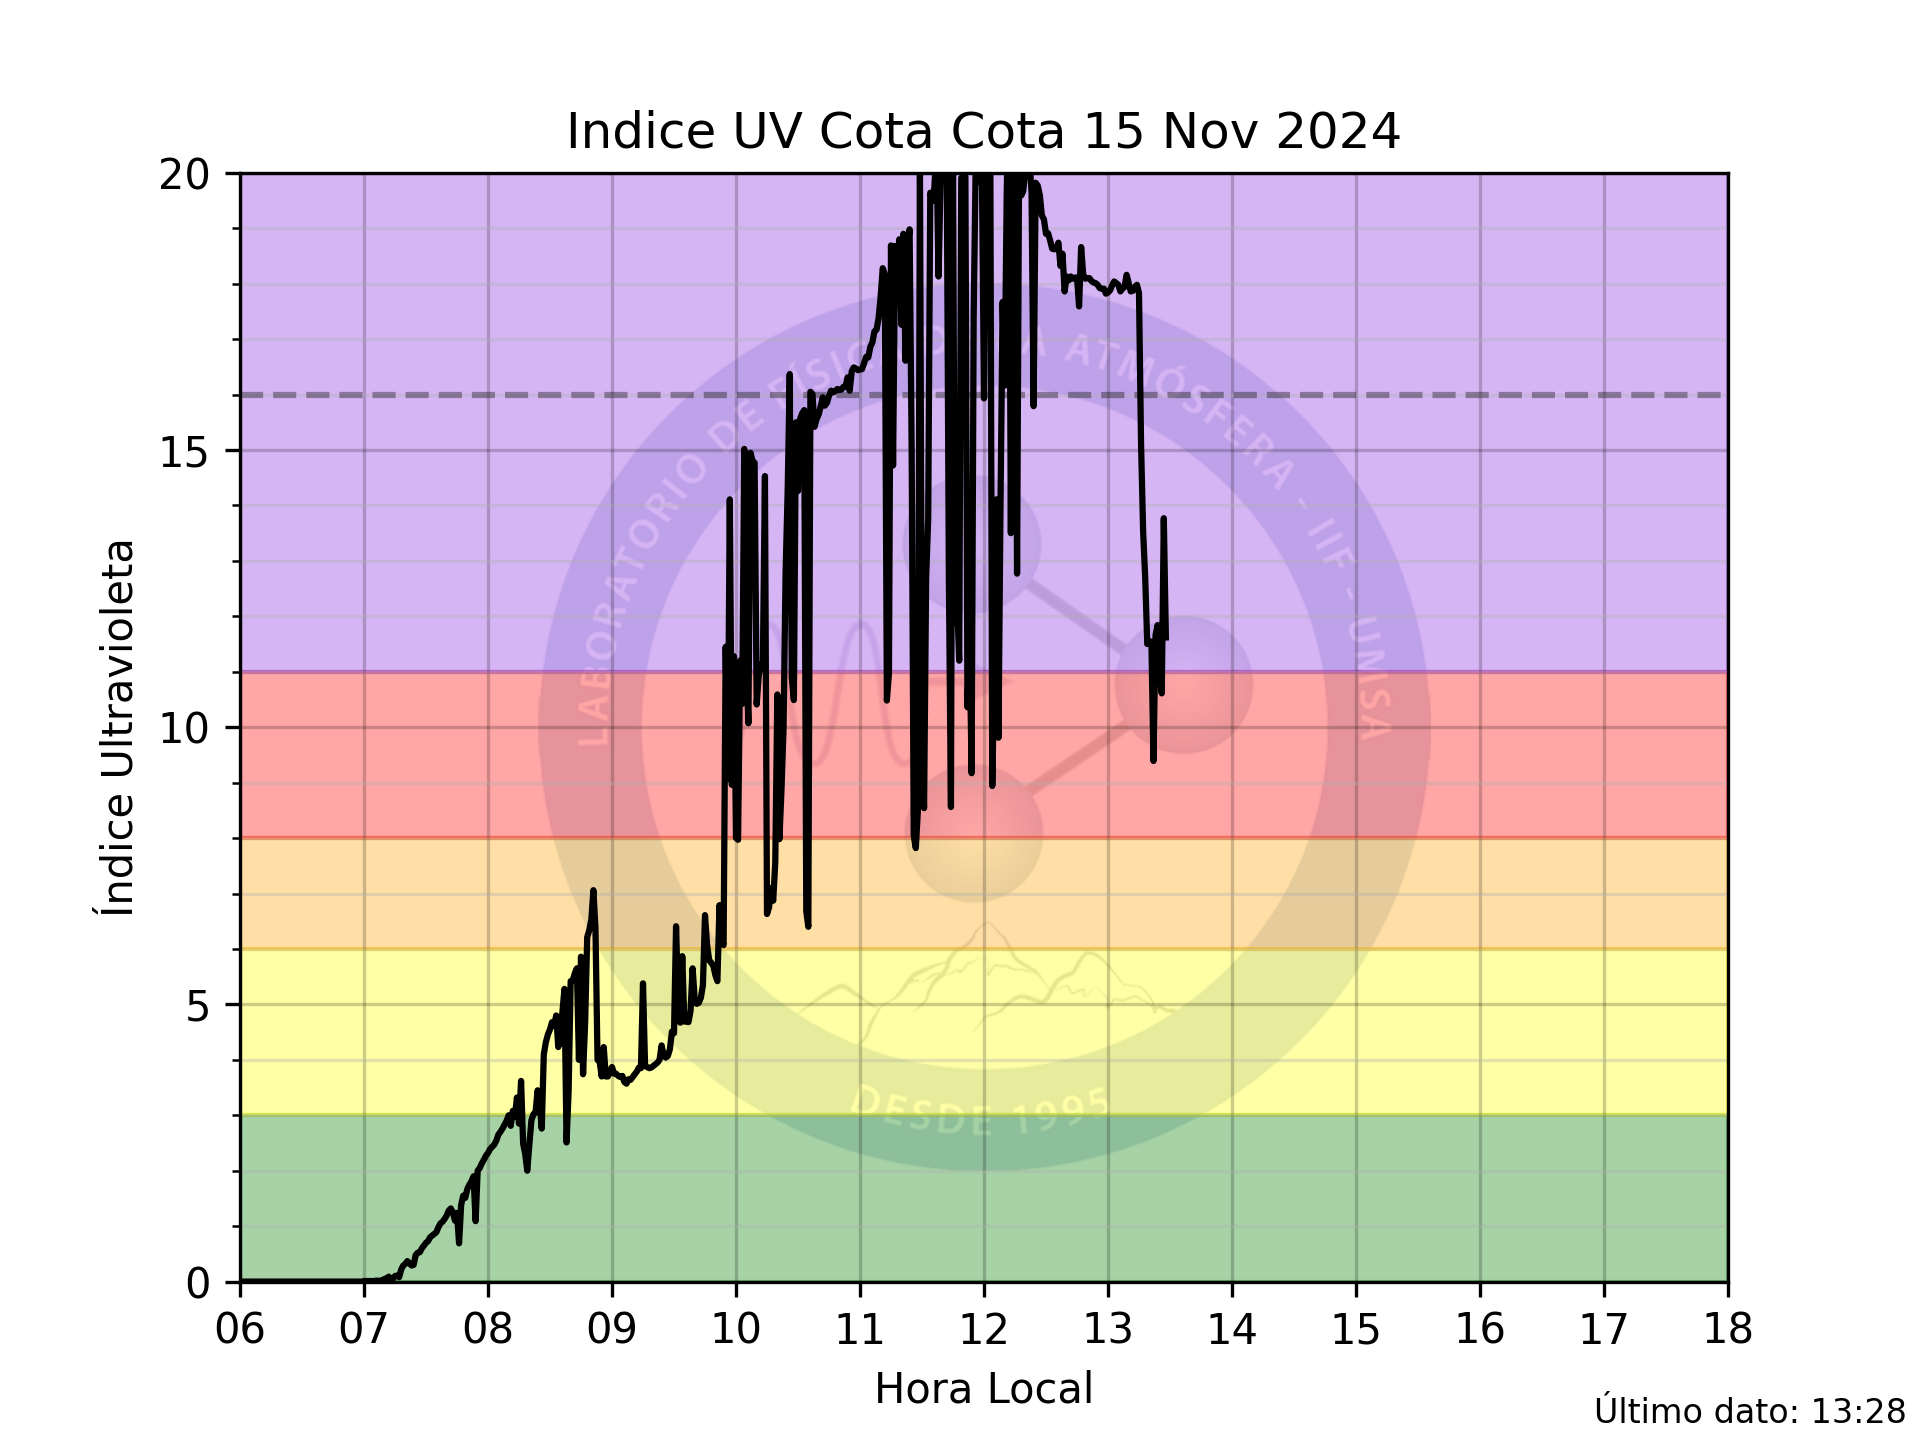 Indice UV Cota Cota 15 Nov 2024
20
15
10
5
0
Índice Ultravioleta
LABORATORIO DE FÍSICA DE LA ATMÓSFERA - IIF - UMSA
DESDE 1995
06 07 08 09 10 11 12 13 14 15 16 17 18
Hora Local
Último dato: 13:28